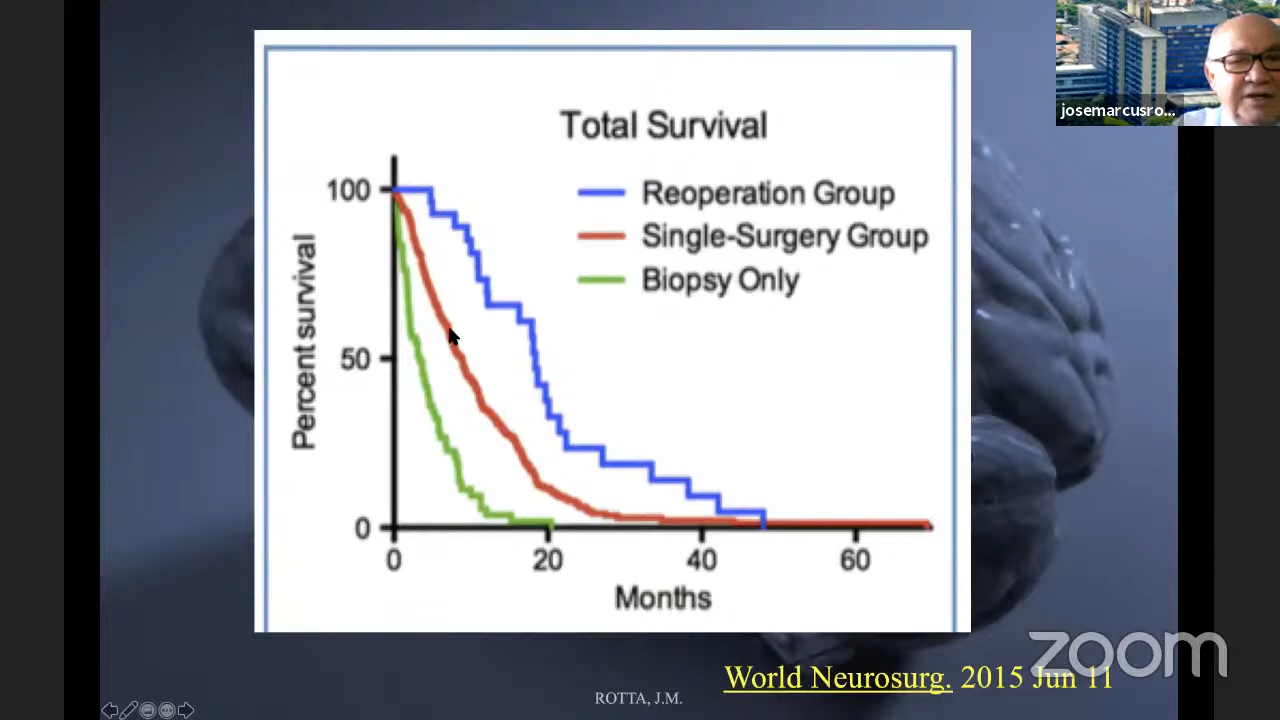 josemarcusro...
Total Survival
Reoperation Group
Single-Surgery Group
Biopsy Only
Percent survival
100
50
0
0 20 40 60
Months
zoom
World Neurosurg. 2015 Jun 11
ROTTA, J.M.